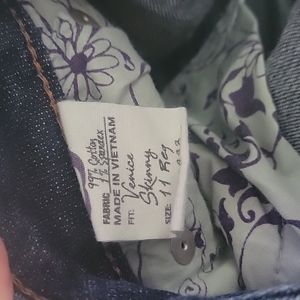 99% Cotton
1% Spandex
FABRIC
MADE IN VIETNAM
FIT: Venice
Skinny
SIZE: 11 Reg